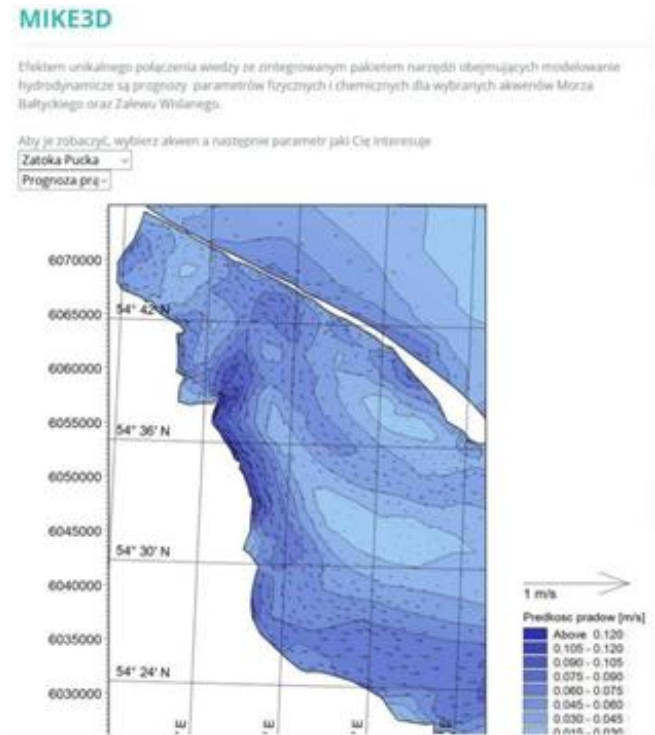 MIKE3D
Efektem unikalnego połączenia wiedzy ze zintegrowanym pakietem narzędzi obejmujących modelowanie
hydrodynamiczne są prognozy parametrów fizycznych i chemicznych dla wybranych akwenów Morza
Bałtyckiego oraz Zalewu Wiślanego.
Aby je zobaczyć, wybierz akwen a następnie parametr jaki Cię interesuje
Zatoka Pucka
Prognoza prą
6070000
6065000
54° 42' N
6060000
6055000
54° 36' N
6050000
6045000
54° 30' N
6040000
6035000
54° 24' N
6030000
' E
' E
' E
1 m/s
Predkosc pradow [m/s]
Above 0.120
0.105 - 0.120
0.090 - 0.105
0.075 - 0.090
0.060 - 0.075
0.045 - 0.060
0.030 - 0.045
0.015 - 0.030